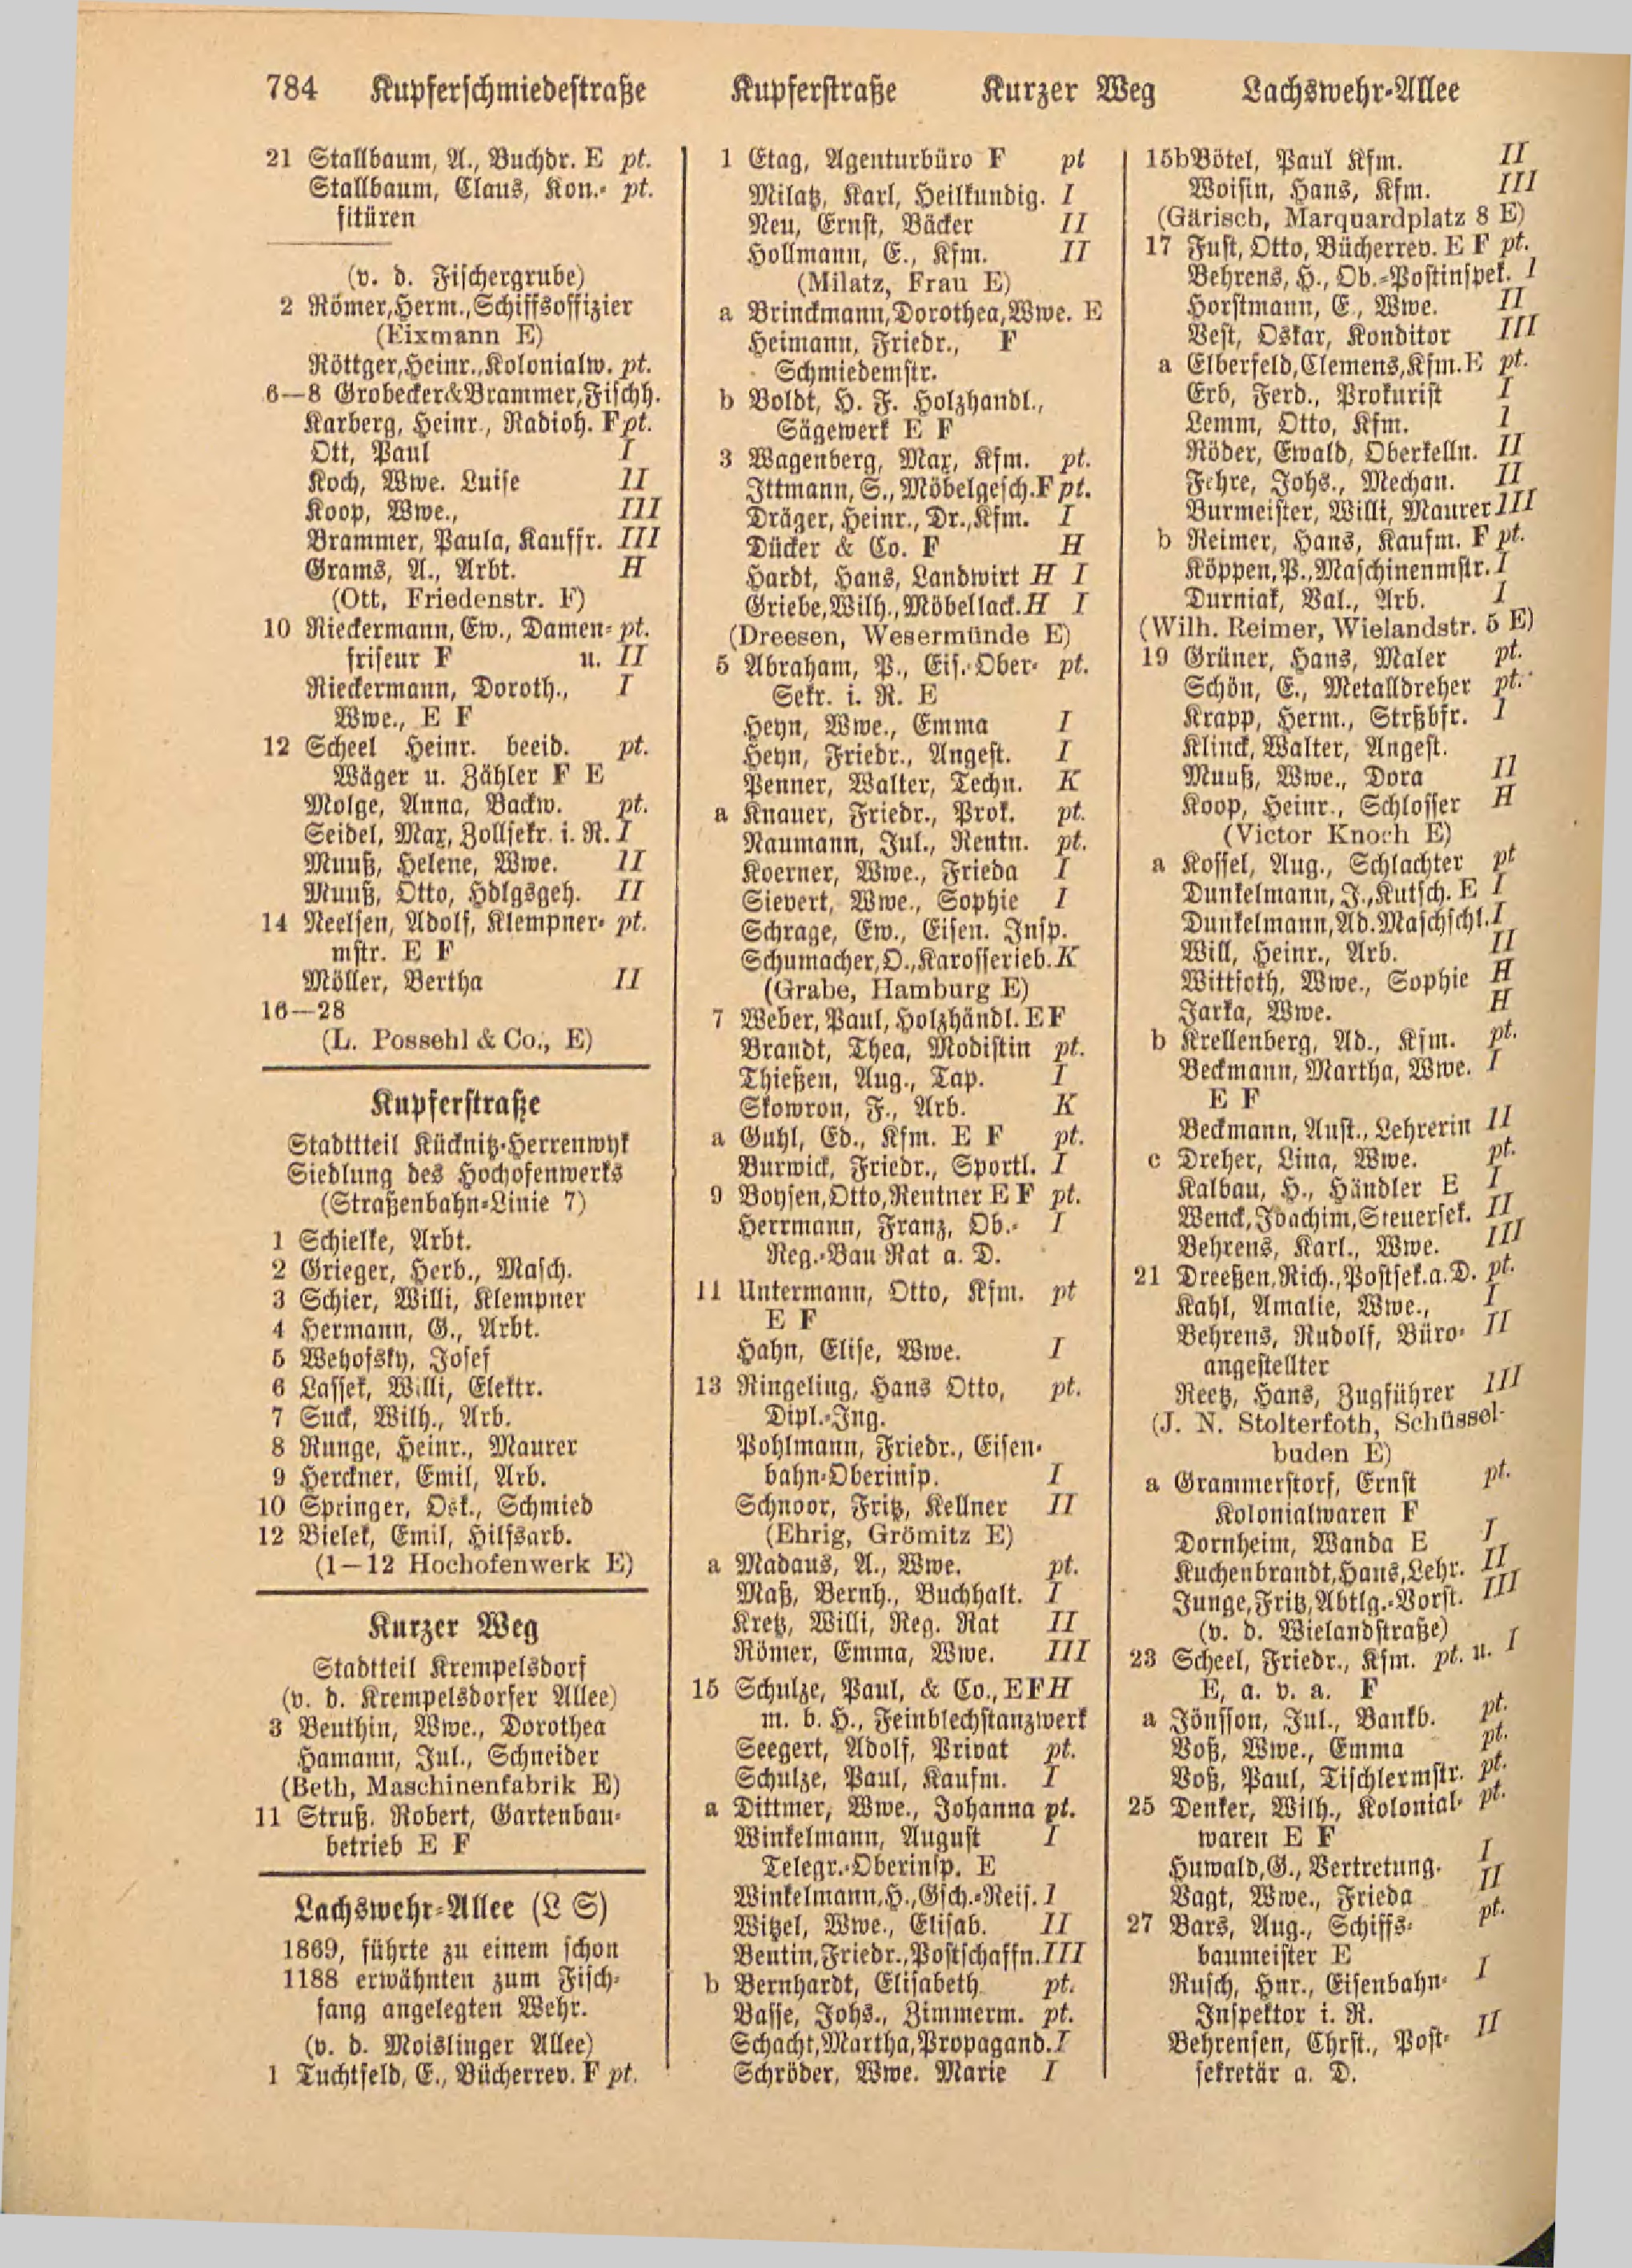 784 Kupferschmiedestraße Kupferstraße Kurzer Weg Lachswehr-Allee
21 Stallbaum, A., Buchdr. E pt.
Stallbaum, Claus, Kon.- pt.
fitüren
(v. d. Fischergrube)
2 Römer, Herm., Schiffsoffizier
(Eixmann E)
Röttger, Heinr., Kolonialw. pt.
6—8 Grobecker & Brammer, Fischh.
Karberg, Heinr., Radioh. F pt.
Ott, Paul I
Koch, Wwe. Luise II
Koop, Wwe., III
Brammer, Paula, Kauffr. III
Grams, A., Arbt. H
(Ott, Friedenstr. F)
10 Rieckermann, Ew., Damen- pt.
friseur F u. II
Rieckermann, Doroth., I
Wwe., E F
12 Scheel Heinr. beeid. pt.
Wäger u. Zähler F E
Molge, Anna, Backw. pt.
Seidel, Max, Zollsekr. i. R. I
Muuß, Helene, Wwe. II
Muuß, Otto, Hdlgsgeh. II
14 Neelsen, Adolf, Klempner- pt.
mstr. E F
Möller, Bertha II
16—28
(L. Possehl & Co., E)
Kupferstraße
Stadttteil Kücknitz-Herrenwyk
Siedlung des Hochofenwerks
(Straßenbahn-Linie 7)
1 Schielke, Arbt.
2 Grieger, Herb., Masch.
3 Schier, Willi, Klempner
4 Hermann, G., Arbt.
5 Wehofsky, Josef
6 Lassek, Willi, Elektr.
7 Suck, Wilh., Arb.
8 Runge, Heinr., Maurer
9 Herckner, Emil, Arb.
10 Springer, Osk., Schmied
12 Bielek, Emil, Hilfsarb.
(1—12 Hochofenwerk E)
Kurzer Weg
Stadtteil Krempelsdorf
(v. d. Krempelsdorfer Allee)
3 Beuthin, Wwe., Dorothea
Hamann, Jul., Schneider
(Beth, Maschinenfabrik E)
11 Struß. Robert, Gartenbau-
betrieb E F
Lachswehr-Allee (L S)
1869, führte zu einem schon
1188 erwähnten zum Fisch-
fang angelegten Wehr.
(v. d. Moislinger Allee)
1 Tuchtfeld, E., Bücherrev. F pt.
1 Etag, Agenturbüro F pt
Milatz, Karl, Heilkundig. I
Neu, Ernst, Bäcker II
Hollmann, E., Kfm. II
(Milatz, Frau E)
a Brinckmann, Dorothea, Wwe. E
Heimann, Friedr., F
Schmiedemstr.
b Boldt, H. F. Holzhandl.,
Sägewerk E F
3 Wagenberg, Max, Kfm. pt.
Ittmann, S., Möbelgesch. F pt.
Dräger, Heinr., Dr., Kfm. I
Dücker & Co. F H
Hardt, Hans, Landwirt H I
Griebe, Wilh., Möbellack. H I
(Dreesen, Wesermünde E)
5 Abraham, P., Eis.-Ober- pt.
Sekr. i. R. E
Heyn, Wwe., Emma I
Heyn, Friedr., Angest. I
Penner, Walter, Techn. K
a Knauer, Friedr., Prok. pt.
Naumann, Jul., Rentn. pt.
Koerner, Wwe., Frieda I
Sievert, Wwe., Sophie I
Schrage, Ew., Eisen. Insp.
Schumacher, O., Karosserieb. K
(Grabe, Hamburg E)
7 Weber, Paul, Holzhändl. E F
Brandt, Thea, Modistin pt.
Thießen, Aug., Tap. I
Skowron, F., Arb. K
a Guhl, Ed., Kfm. E F pt.
Burwick, Friedr., Sportl. I
9 Boysen, Otto, Rentner E F pt.
Herrmann, Franz, Ob.- I
Reg.-Bau Rat a. D.
11 Untermann, Otto, Kfm. pt
E F
Hahn, Elise, Wwe. I
13 Ringeling, Hans Otto, pt.
Dipl.-Ing.
Pohlmann, Friedr., Eisen-
bahn-Oberinsp. I
Schnoor, Fritz, Kellner II
(Ehrig, Grömitz E)
a Madaus, A., Wwe. pt.
Maß, Bernh., Buchhalt. I
Kretz, Willi, Reg. Rat II
Römer, Emma, Wwe. III
15 Schulze, Paul, & Co., E F H
m. b. H., Feinblechstanzwerk
Seegert, Adolf, Privat pt.
Schulze, Paul, Kaufm. I
a Dittmer, Wwe., Johanna pt.
Winkelmann, August I
Telegr.-Oberinsp. E
Winkelmann, H., Gsch.-Reis. I
Witzel, Wwe., Elisab. II
Bentin, Friedr., Postschaffn. III
b Bernhardt, Elisabeth pt.
Basse, Johs., Zimmerm. pt.
Schacht, Martha, Propagand. I
Schröder, Wwe. Marie I
15b Bötel, Paul Kfm. II
Woisin, Hans, Kfm. III
(Gärisch, Marquardplatz 8 E)
17 Fust, Otto, Bücherrev. E F pt.
Behrens, H., Ob.-Postinspek. I
Horstmann, E., Wwe. II
Best, Oskar, Konditor III
a Elberfeld, Clemens, Kfm. E pt.
Erb, Ferd., Prokurist I
Lemm, Otto, Kfm. I
Röder, Ewald, Oberkelln. II
Fehre, Johs., Mechan. II
Burmeister, Willi, Maurer III
b Reimer, Hans, Kaufm. F pt.
Köppen, P., Maschinenmstr. I
Durniak, Val., Arb. I
(Wilh. Reimer, Wielandstr. 5 E)
19 Grüner, Hans, Maler pt.
Schön, E., Metalldreher pt.
Krapp, Herm., Strßbfr. I
Klinck, Walter, Angest.
Muuß, Wwe., Dora II
Koop, Heinr., Schlosser H
(Victor Knoch E)
a Kossel, Aug., Schlachter pt
Dunkelmann, J., Kutsch. E I
Dunkelmann, Ad. Maschschl. I
Will, Heinr., Arb. II
Wittfoth, Wwe., Sophie H
Jarka, Wwe. H
b Krellenberg, Ad., Kfm. pt.
Beckmann, Martha, Wwe. I
E F
Beckmann, Aust., Lehrerin II
c Dreher, Lina, Wwe. pt.
Kalbau, H., Händler E I
Wenck, Joachim, Steuersek. II
Behrens, Karl., Wwe. III
21 Dreeßen, Rich., Postsek. a. D. pt.
Kahl, Amalie, Wwe., I
Behrens, Rudolf, Büro- II
angestellter
Reetz, Hans, Zugführer III
(J. N. Stolterfoth, Schüssel-
buden E)
a Grammerstorf, Ernst pt.
Kolonialwaren F
Dornheim, Wanda E I
Kuchenbrandt, Hans, Lehr. II
Junge, Fritz, Abtlg.-Vorst. III
(v. d. Wielandstraße)
23 Scheel, Friedr., Kfm. pt. u. I
E, a. v. a. F
a Jönsson, Jul., Bankb. pt.
Voß, Wwe., Emma pt.
Voß, Paul, Tischlermstr. pt.
25 Denker, Wilh., Kolonial- pt.
waren E F
Huwald, G., Vertretung. I
Vagt, Wwe., Frieda II
27 Bars, Aug., Schiffs- pt.
baumeister E
Rusch, Hnr., Eisenbahn- I
Inspektor i. R.
Behrensen, Chrst., Post- II
sekretär a. D.